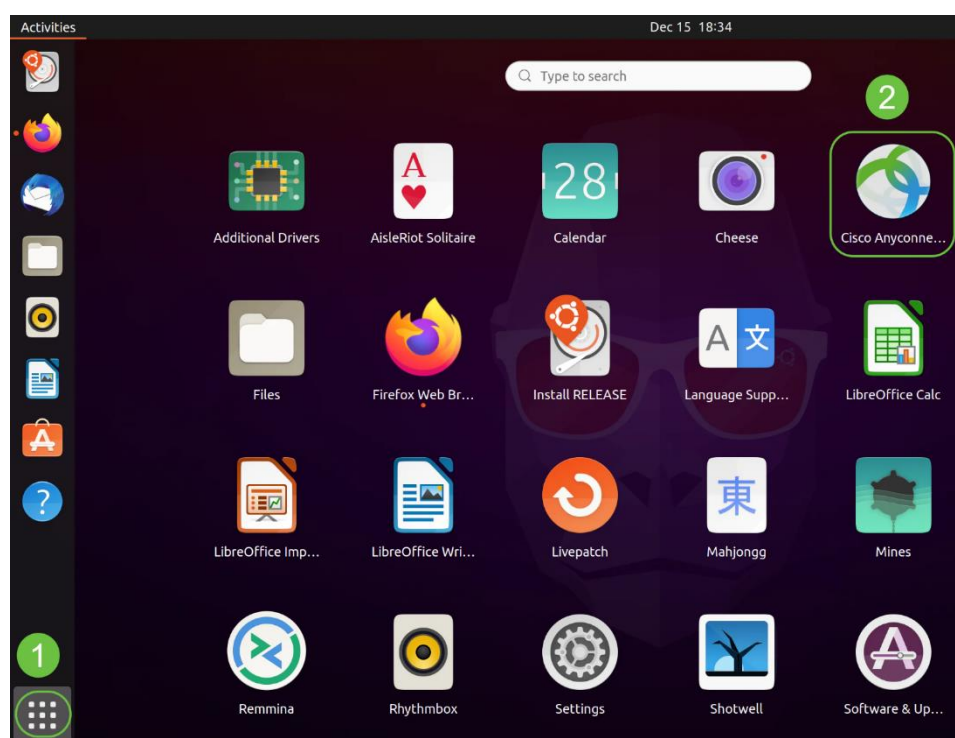 Activities
Dec 15 18:34
Type to search
2
A
28
Additional Drivers
AisleRiot Solitaire
Calendar
Cheese
Cisco Anyconne...
A 文
Files
Firefox Web Br...
Install RELEASE
Language Supp...
LibreOffice Calc
A
?
東
LibreOffice Imp...
LibreOffice Wri...
Livepatch
Mahjongg
Mines
1
A
Remmina
Rhythmbox
Settings
Shotwell
Software & Up...